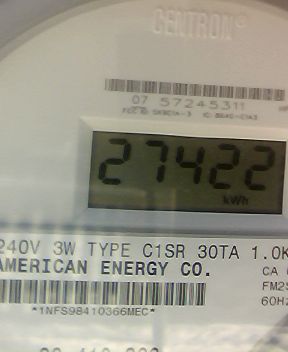 CENTRON®
07 57245311
27422
kWh
240V 3W TYPE C1SR 30TA 1.0K
AMERICAN ENERGY CO.
CA
FM2S
60Hz
*1NFS98410366MEC*